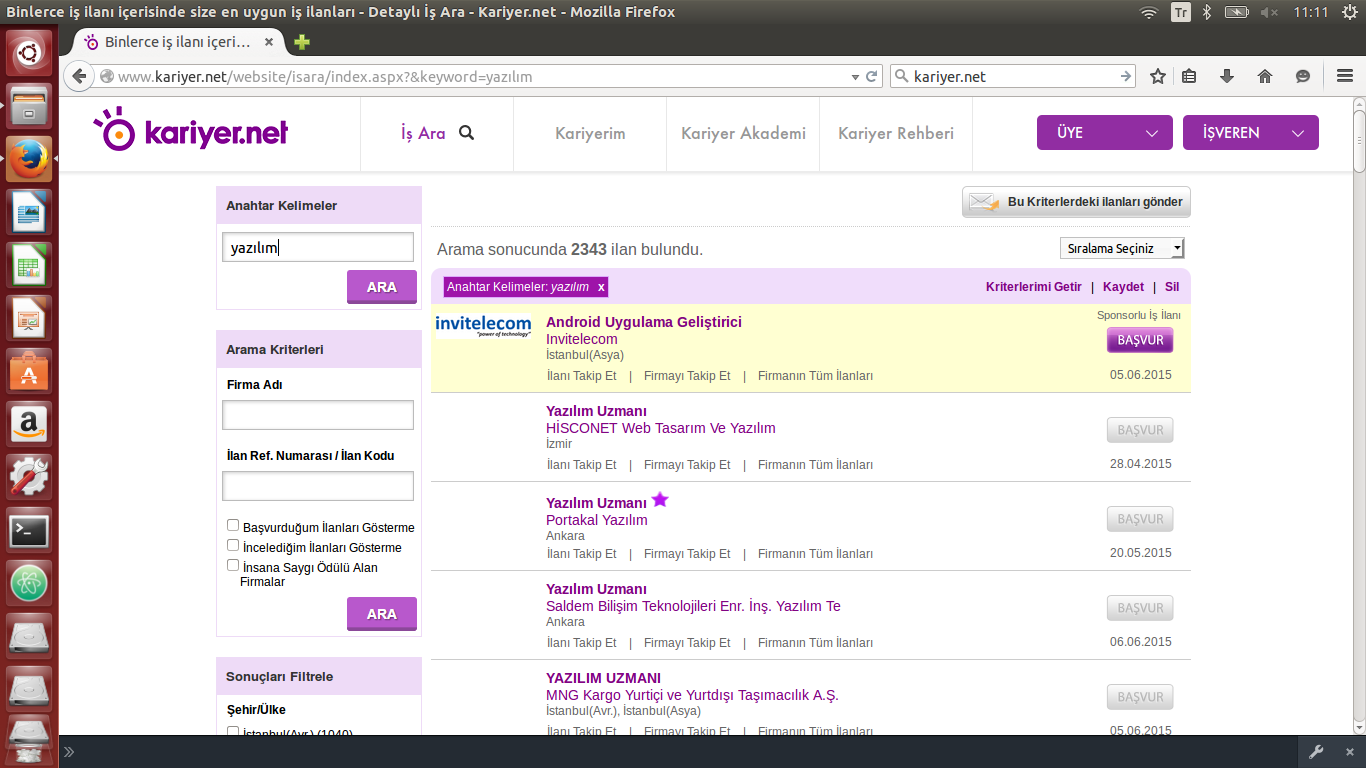 Binlerce iş ilanı içerisinde size en uygun iş ilanları - Detaylı İş Ara - Kariyer.net - Mozilla Firefox
Tr
11:11
Binlerce iş ilanı içeri...
www.kariyer.net/website/isara/index.aspx?&keyword=yazılım
kariyer.net
kariyer.net
İş Ara
Kariyerim
Kariyer Akademi
Kariyer Rehberi
ÜYE
İŞVEREN
Anahtar Kelimeler
yazılım
ARA
Arama Kriterleri
Firma Adı
İlan Ref. Numarası / İlan Kodu
Başvurduğum İlanları Gösterme
İncelediğim İlanları Gösterme
İnsana Saygı Ödülü Alan
Firmalar
ARA
Sonuçları Filtrele
Şehir/Ülke
İstanbul(Avr.) (1040)
Bu Kriterlerdeki ilanları gönder
Arama sonucunda 2343 ilan bulundu.
Sıralama Seçiniz
Anahtar Kelimeler: yazılım x
Kriterlerimi Getir | Kaydet | Sil
invitelecom
"power of technology"
Android Uygulama Geliştirici
Invitelecom
İstanbul(Asya)
İlanı Takip Et | Firmayı Takip Et | Firmanın Tüm İlanları
Sponsorlu İş İlanı
BAŞVUR
05.06.2015
Yazılım Uzmanı
HİSCONET Web Tasarım Ve Yazılım
İzmir
İlanı Takip Et | Firmayı Takip Et | Firmanın Tüm İlanları
BAŞVUR
28.04.2015
Yazılım Uzmanı
Portakal Yazılım
Ankara
İlanı Takip Et | Firmayı Takip Et | Firmanın Tüm İlanları
BAŞVUR
20.05.2015
Yazılım Uzmanı
Saldem Bilişim Teknolojileri Enr. İnş. Yazılım Te
Ankara
İlanı Takip Et | Firmayı Takip Et | Firmanın Tüm İlanları
BAŞVUR
06.06.2015
YAZILIM UZMANI
MNG Kargo Yurtiçi ve Yurtdışı Taşımacılık A.Ş.
İstanbul(Avr.), İstanbul(Asya)
İlanı Takip Et | Firmayı Takip Et | Firmanın Tüm İlanları
BAŞVUR
05.06.2015